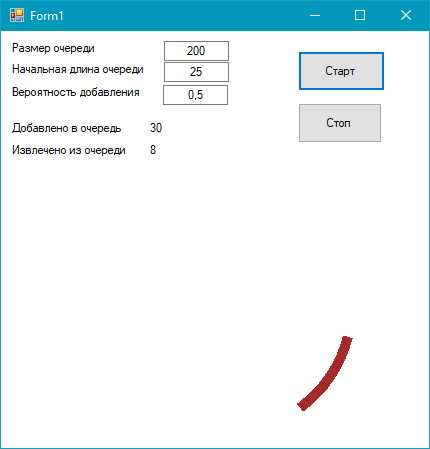 Form1
Размер очереди 200
Начальная длина очереди 25
Вероятность добавления 0,5
Старт
Стоп
Добавлено в очередь 30
Извлечено из очереди 8